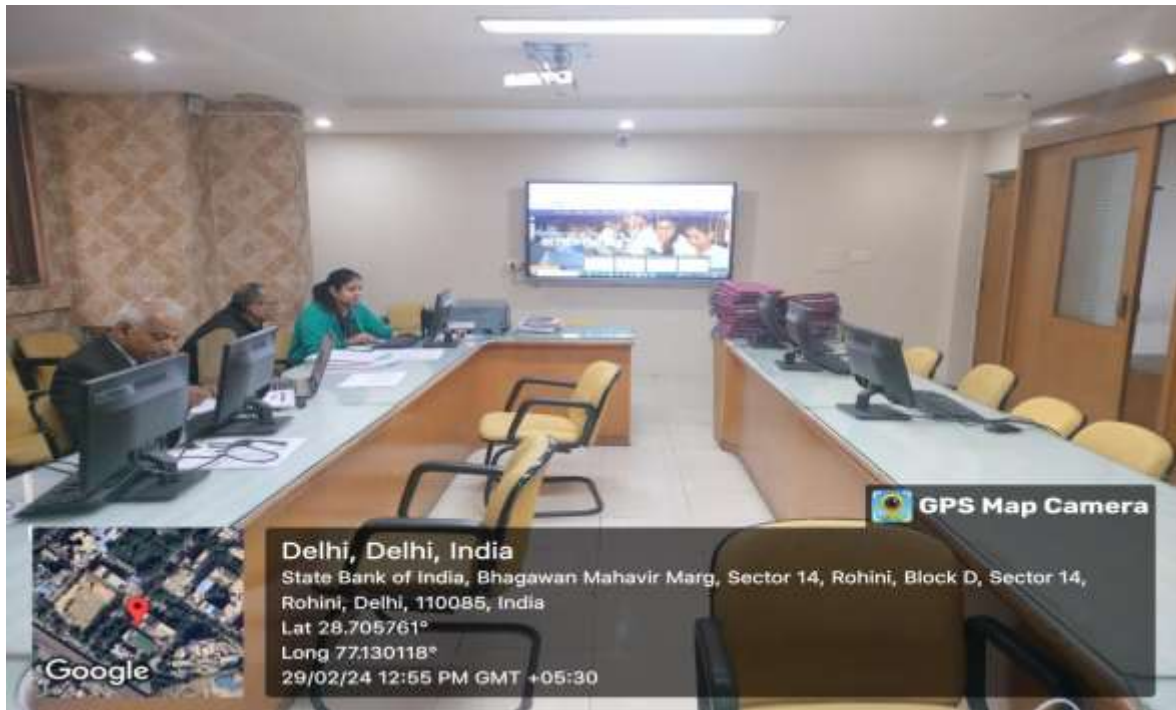 GPS Map Camera
Delhi, Delhi, India
State Bank of India, Bhagawan Mahavir Marg, Sector 14, Rohini, Block D, Sector 14,
Rohini, Delhi, 110085, India
Lat 28.705761°
Long 77.130118°
29/02/24 12:55 PM GMT +05:30
Google